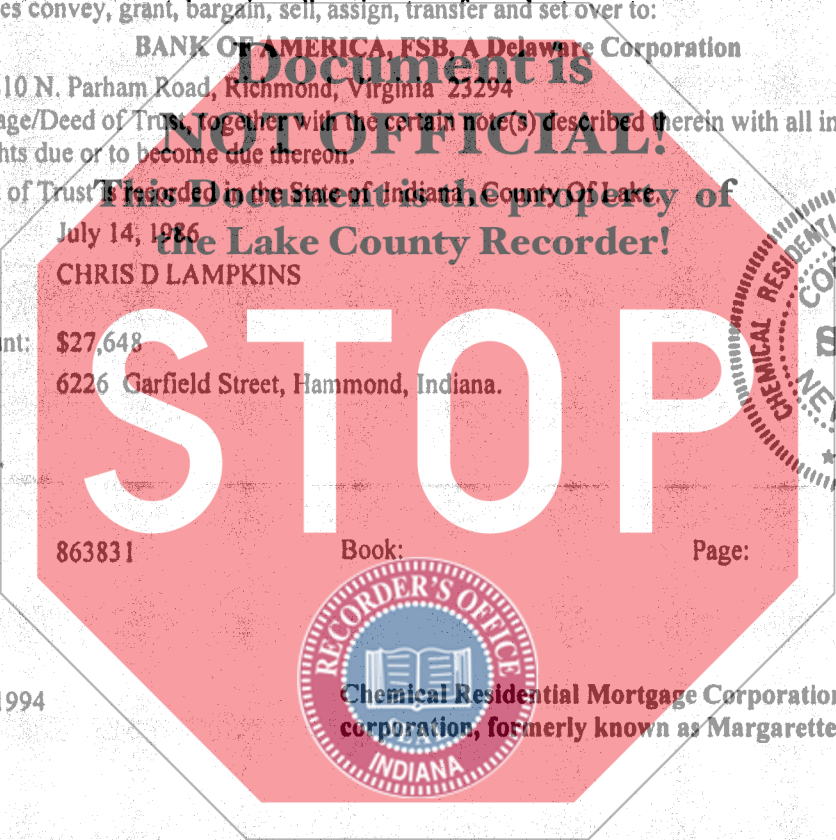 es convey, grant, bargain, sell, assign, transfer and set over to:
BANK OF AMERICA, FSB, A Delaware Corporation
Document is
10 N. Parham Road, Richmond, Virginia 23294
age/Deed of Trust, together with the certain note(s) described therein with all in
NOT OFFICIAL!
hts due or to become due thereon.
of Trust is recorded in the State of Indiana, County Of Lake,
This Document is the property of
July 14, 1986
the Lake County Recorder!
CHRIS D LAMPKINS
nt: $27,648
6226 Garfield Street, Hammond, Indiana.
STOP
CHEMICAL RESIDENTI
CO
NE
863831 Book: Page:
RECORDER'S OFFICE
SEAL
INDIANA
1994
Chemical Residential Mortgage Corporation
corporation, formerly known as Margarette